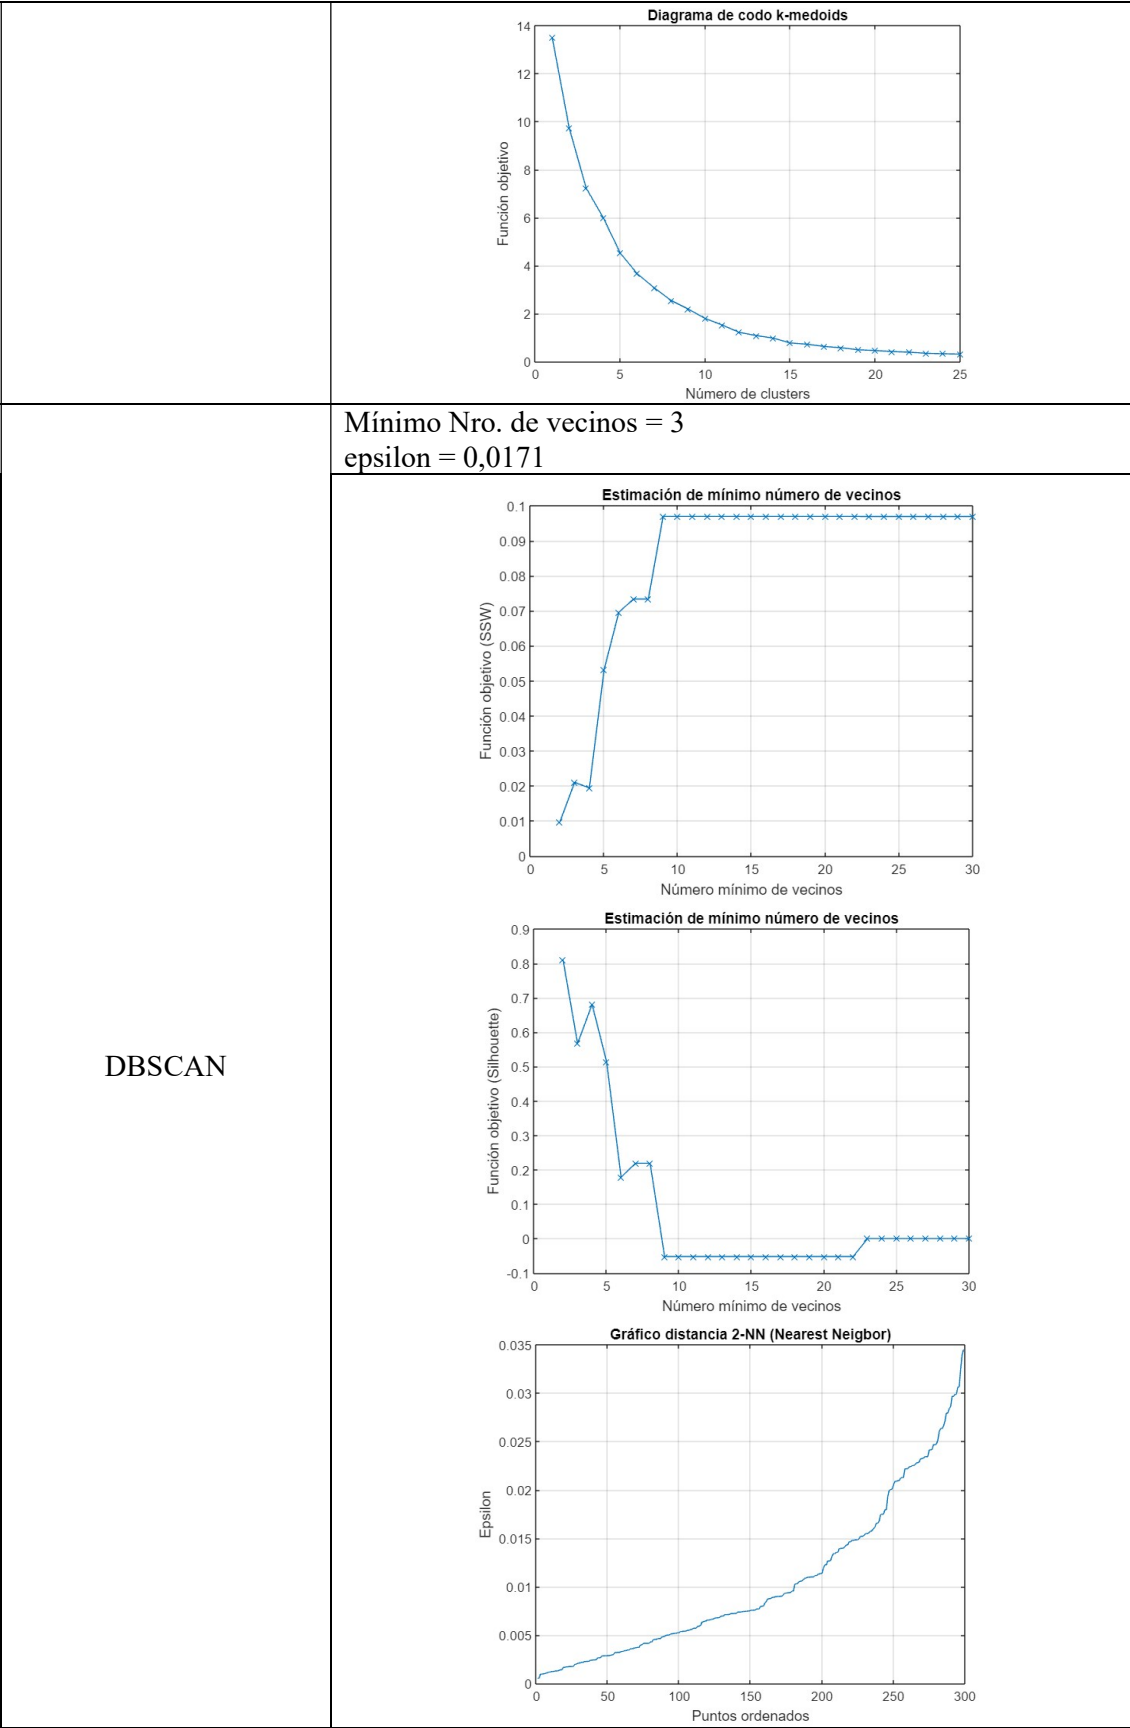 Diagrama de codo k-medoids
14
12
10
8
6
4
2
0
Función objetivo
0 5 10 15 20 25
Número de clusters
DBSCAN
Mínimo Nro. de vecinos = 3
epsilon = 0,0171
Estimación de mínimo número de vecinos
0.1
0.09
0.08
0.07
0.06
0.05
0.04
0.03
0.02
0.01
0
Función objetivo (SSW)
0 5 10 15 20 25 30
Número mínimo de vecinos
Estimación de mínimo número de vecinos
0.9
0.8
0.7
0.6
0.5
0.4
0.3
0.2
0.1
0
-0.1
Función objetivo (Silhouette)
0 5 10 15 20 25 30
Número mínimo de vecinos
Gráfico distancia 2-NN (Nearest Neigbor)
0.035
0.03
0.025
0.02
0.015
0.01
0.005
0
Epsilon
0 50 100 150 200 250 300
Puntos ordenados